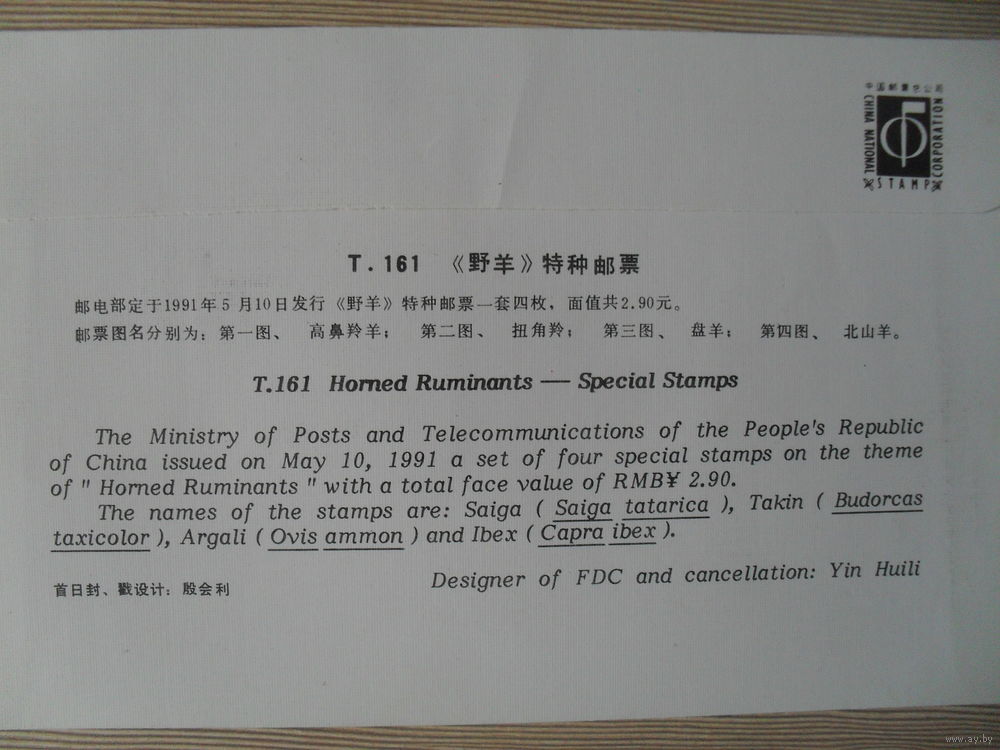 中国邮票总公司
CHINA NATIONAL
STAMP
CORPORATION
T.161 《野羊》特种邮票
邮电部定于1991年5月10日发行《野羊》特种邮票一套四枚，面值共2.90元。
邮票图名分别为：第一图、 高鼻羚羊； 第二图、 扭角羚； 第三图、 盘羊； 第四图、 北山羊。
T.161 Horned Ruminants — Special Stamps
The Ministry of Posts and Telecommunications of the People's Republic
of China issued on May 10, 1991 a set of four special stamps on the theme
of " Horned Ruminants " with a total face value of RMB¥ 2.90.
The names of the stamps are: Saiga ( Saiga tatarica ), Takin ( Budorcas
taxicolor ), Argali ( Ovis ammon ) and Ibex ( Capra ibex ).
Designer of FDC and cancellation: Yin Huili
首日封、戳设计：殷会利
www.ay.by